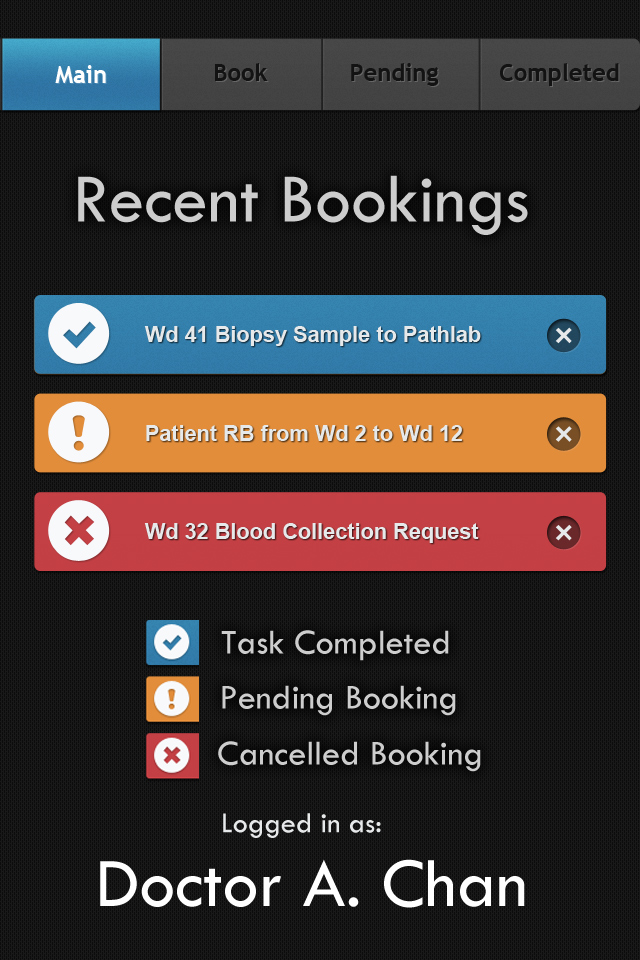 Main Book Pending Completed
Recent Bookings
Wd 41 Biopsy Sample to Pathlab
Patient RB from Wd 2 to Wd 12
Wd 32 Blood Collection Request
Task Completed
Pending Booking
Cancelled Booking
Logged in as:
Doctor A. Chan